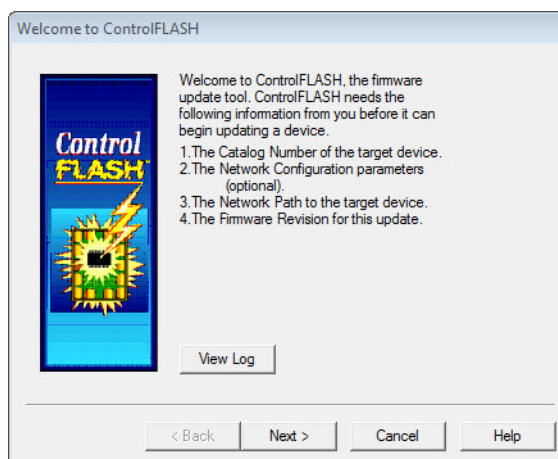 Welcome to ControlFLASH
Welcome to ControlFLASH, the firmware
update tool. ControlFLASH needs the
following information from you before it can
begin updating a device.
1.The Catalog Number of the target device.
2.The Network Configuration parameters
(optional).
3.The Network Path to the target device.
4.The Firmware Revision for this update.
Control
FLASH™
View Log
< Back
Next >
Cancel
Help